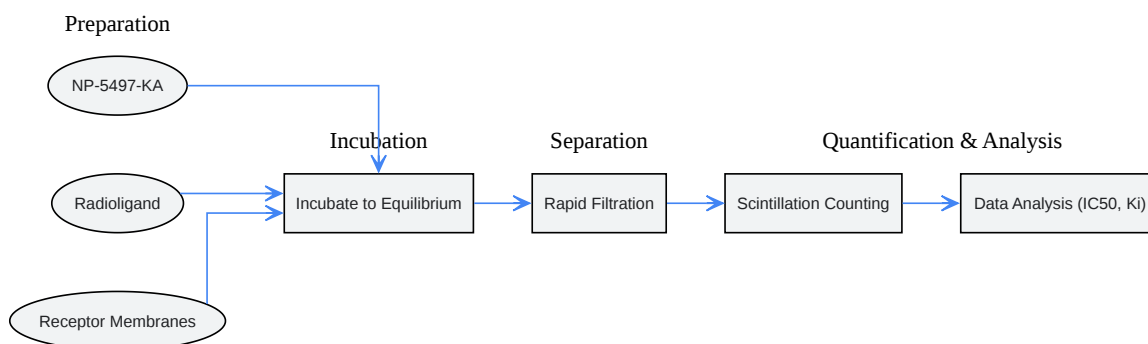 Preparation
NP-5497-KA
Incubation
Separation
Quantification & Analysis
Radioligand
Incubate to Equilibrium
Rapid Filtration
Scintillation Counting
Data Analysis (IC50, Ki)
Receptor Membranes